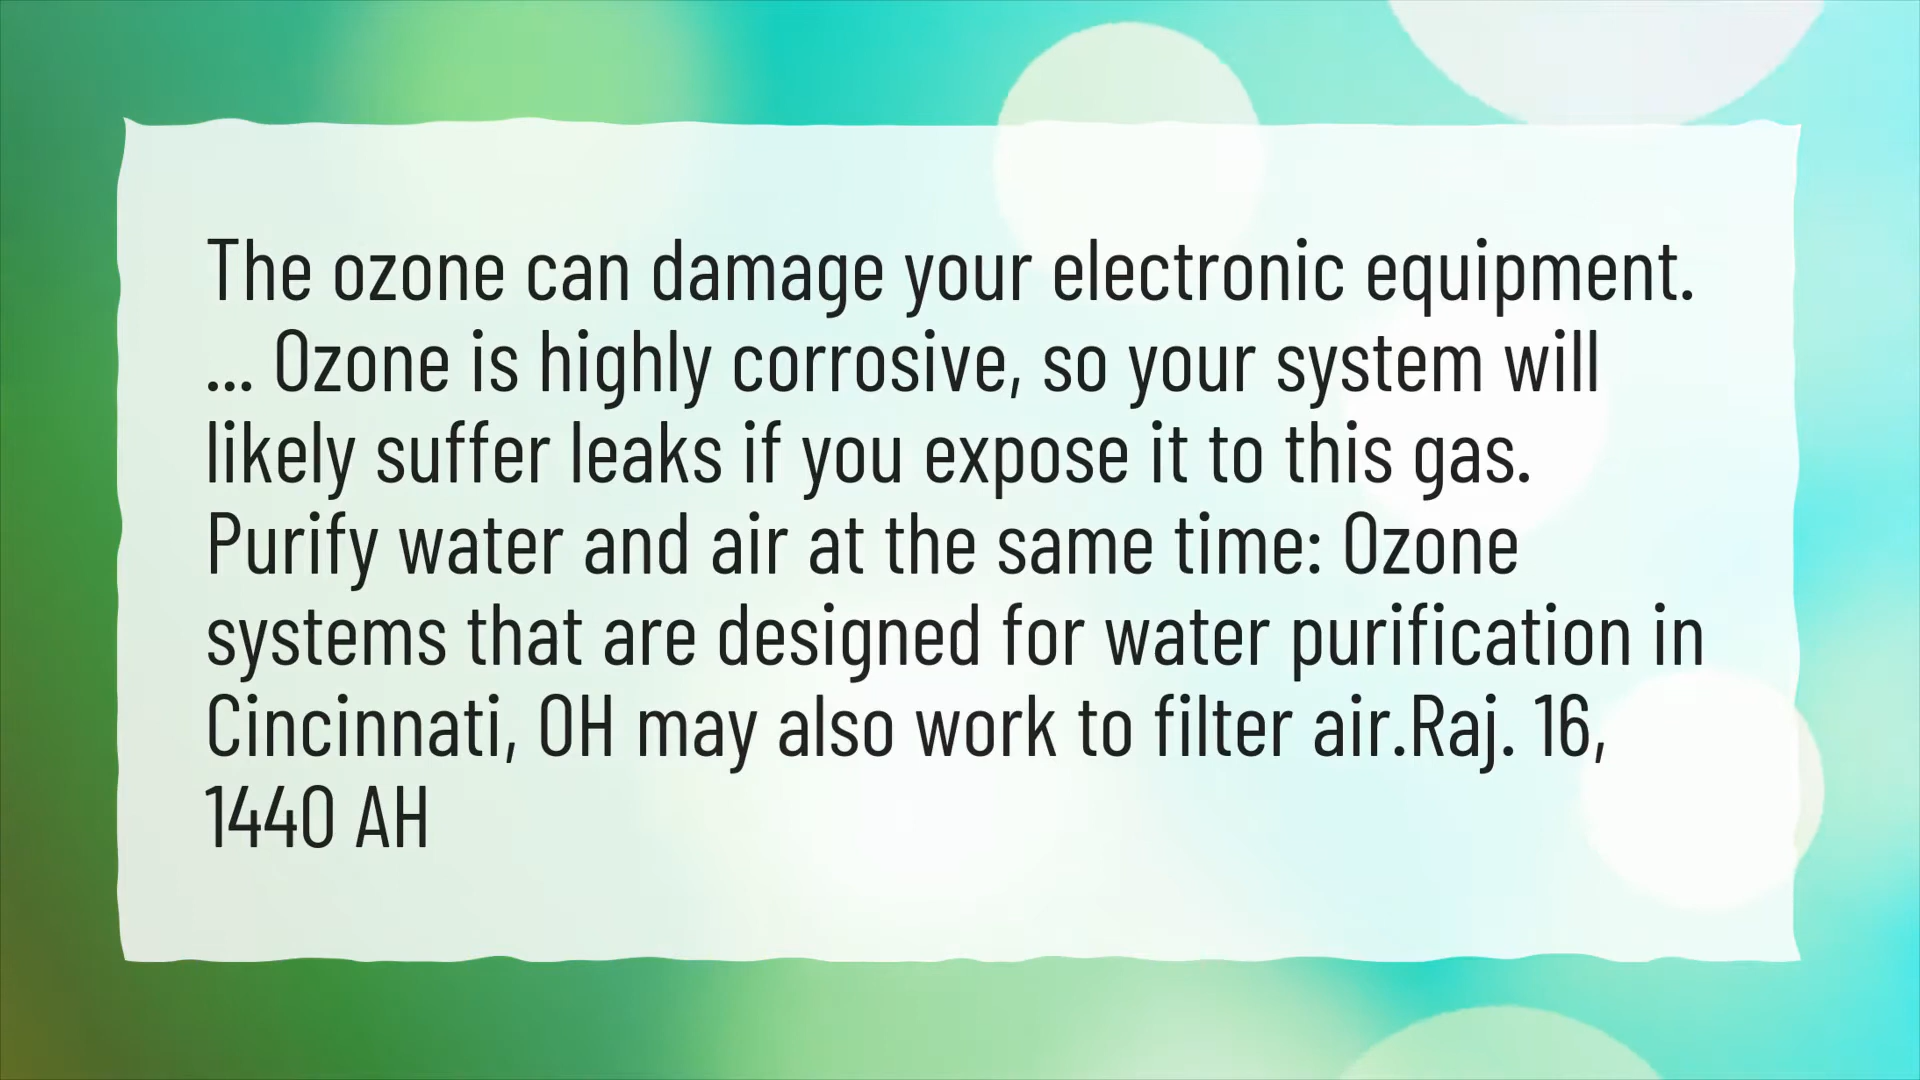 The ozone can damage your electronic equipment.
... Ozone is highly corrosive, so your system will
likely suffer leaks if you expose it to this gas.
Purify water and air at the same time: Ozone
systems that are designed for water purification in
Cincinnati, OH may also work to filter air.Raj. 16,
1440 AH